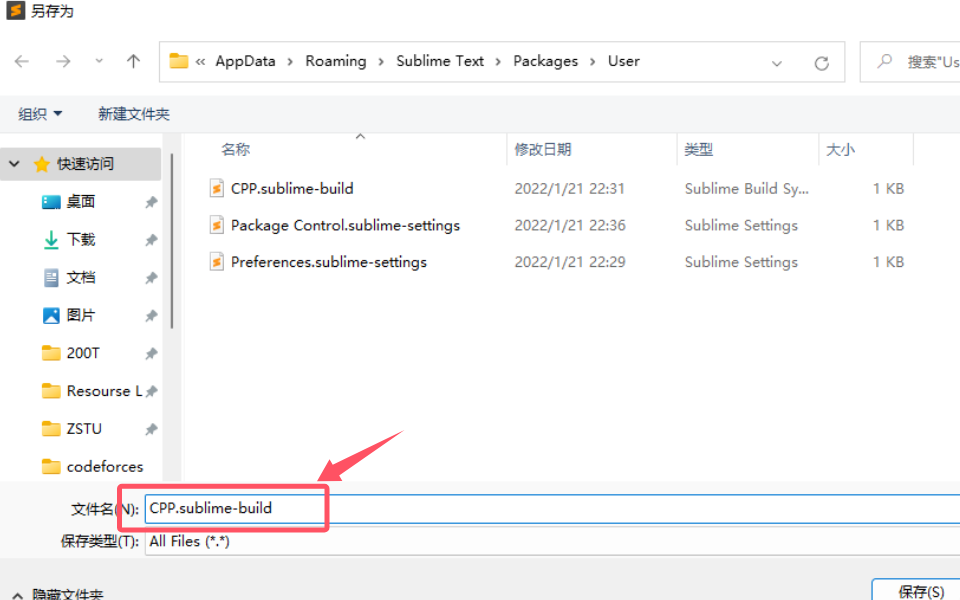 另存为
« AppData › Roaming › Sublime Text › Packages › User
搜索"Us
组织
新建文件夹
名称 修改日期 类型 大小
快速访问
桌面
下载
文档
图片
200T
Resourse L
ZSTU
codeforces
CPP.sublime-build 2022/1/21 22:31 Sublime Build Sy... 1 KB
Package Control.sublime-settings 2022/1/21 22:36 Sublime Settings 1 KB
Preferences.sublime-settings 2022/1/21 22:29 Sublime Settings 1 KB
文件名(N): CPP.sublime-build
保存类型(T): All Files (*.*)
隐藏文件夹
保存(S)